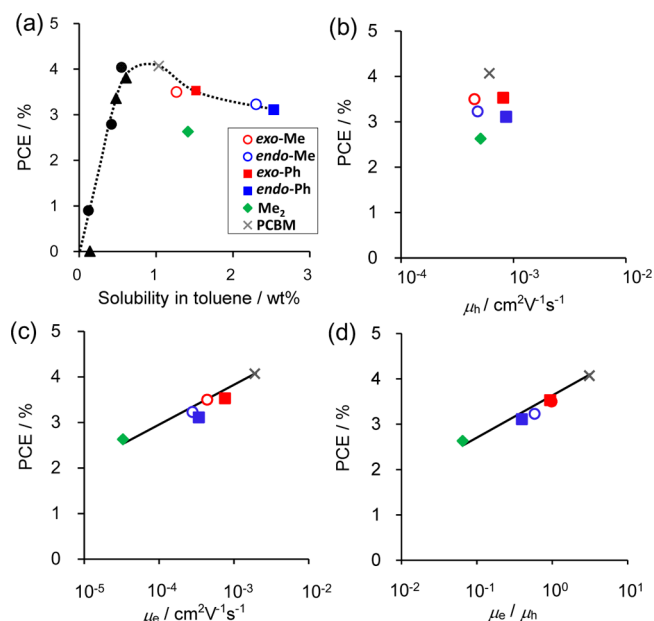 (a)
5
4
3
2
1
0
PCE / %
0 1 2 3
Solubility in toluene / wt%
exo-Me
endo-Me
exo-Ph
endo-Ph
Me₂
PCBM
(b)
5
4
3
2
1
0
PCE / %
10⁻⁴ 10⁻³ 10⁻²
μₕ / cm²V⁻¹s⁻¹
(c)
5
4
3
2
1
0
PCE / %
10⁻⁵ 10⁻⁴ 10⁻³ 10⁻²
μₑ / cm²V⁻¹s⁻¹
(d)
5
4
3
2
1
0
PCE / %
10⁻² 10⁻¹ 10⁰ 10¹
μₑ / μₕ